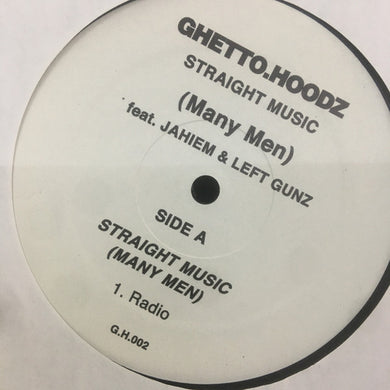 GHETTO.HOODZ
STRAIGHT MUSIC
(Many Men)
feat. JAHIEM & LEFT GUNZ
SIDE A
STRAIGHT MUSIC
(MANY MEN)
1. Radio
G.H.002